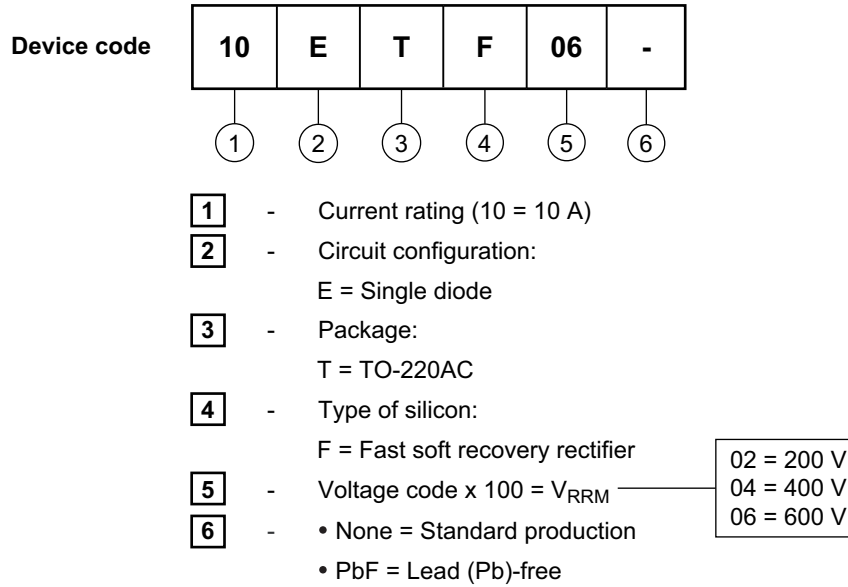 Device code 10 E T F 06 -
1 2 3 4 5 6
1 - Current rating (10 = 10 A)
2 - Circuit configuration:
E = Single diode
3 - Package:
T = TO-220AC
4 - Type of silicon:
F = Fast soft recovery rectifier
5 - Voltage code x 100 = VRRM
02 = 200 V
04 = 400 V
06 = 600 V
6 - • None = Standard production
• PbF = Lead (Pb)-free